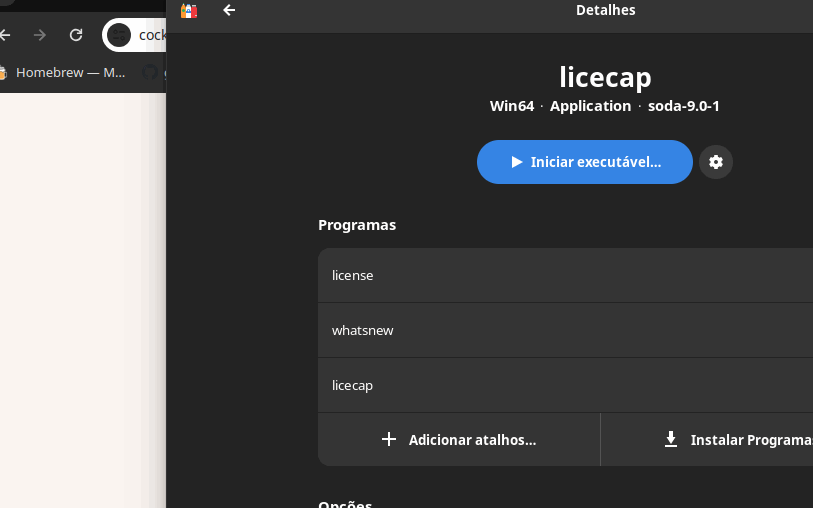 Detalhes
cock
Homebrew — M...
licecap
Win64 · Application · soda-9.0-1
Iniciar executável...
Programas
license
whatsnew
licecap
Adicionar atalhos...
Instalar Programas
Opções